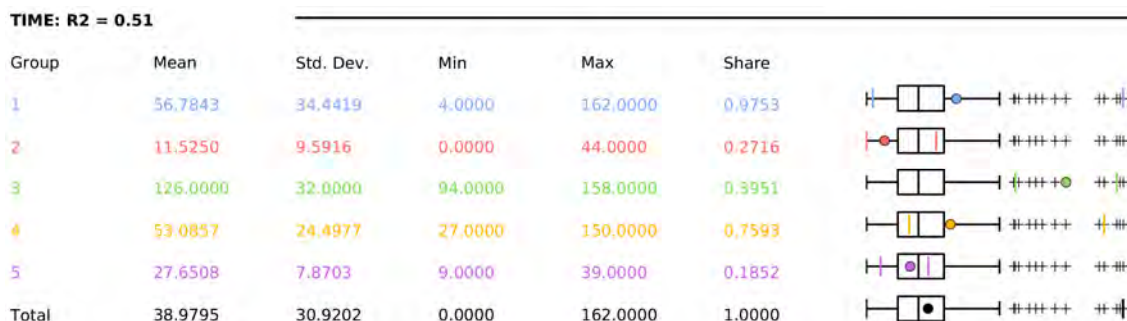 TIME: R2 = 0.51
Group Mean Std. Dev. Min Max Share
1 56.7843 34.4419 4.0000 162.0000 0.9753
2 11.5250 9.5916 0.0000 44.0000 0.2716
3 126.0000 32.0000 94.0000 158.0000 0.3951
4 53.0857 24.4977 27.0000 150.0000 0.7593
5 27.6508 7.8703 9.0000 39.0000 0.1852
Total 38.9795 30.9202 0.0000 162.0000 1.0000